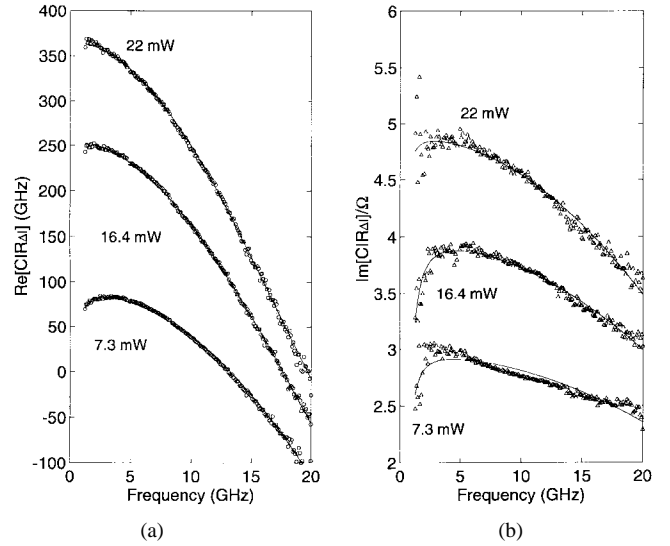 400
350
300
250
200
150
100
50
0
-50
-100
Re[C/R_ΔI] (GHz)
22 mW
16.4 mW
7.3 mW
0 5 10 15 20
Frequency (GHz)
(a)
6
5.5
5
4.5
4
3.5
3
2.5
2
Im[C/R_ΔI]/Ω
22 mW
16.4 mW
7.3 mW
0 5 10 15 20
Frequency (GHz)
(b)